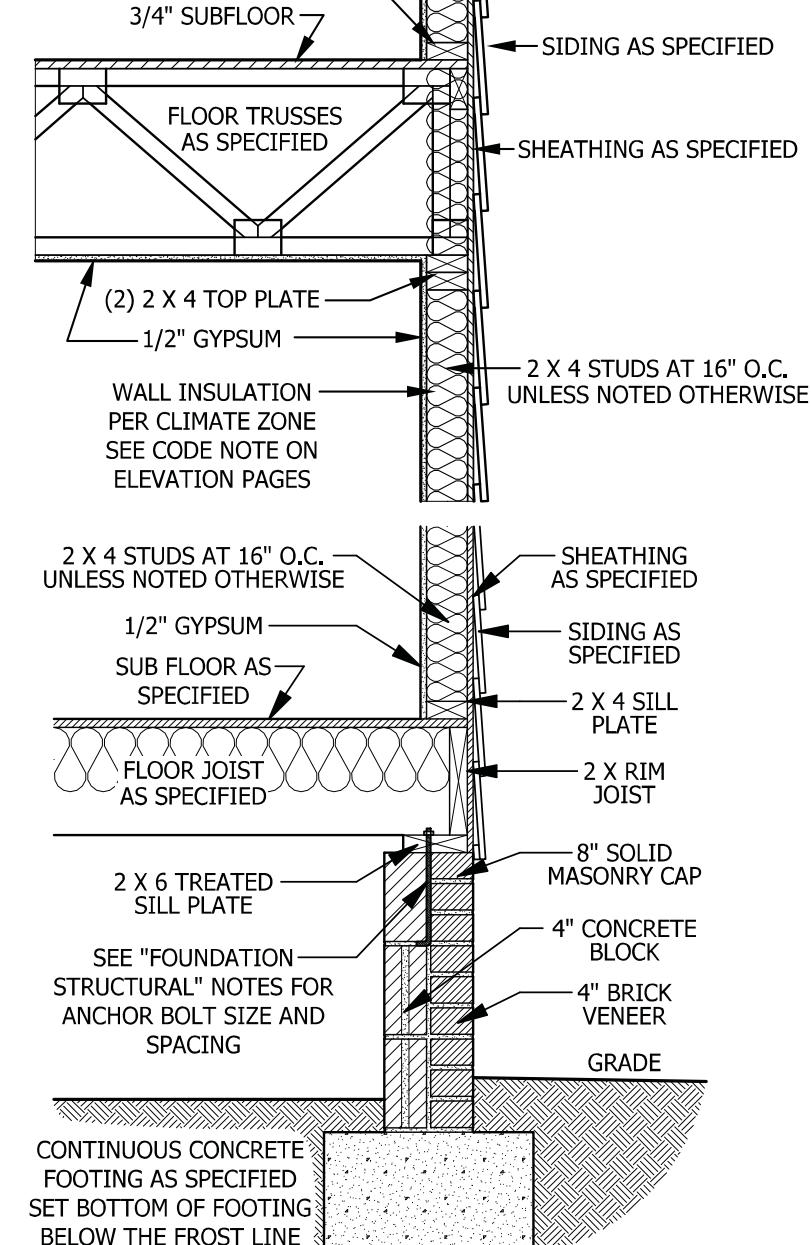 3/4" SUBFLOOR
SIDING AS SPECIFIED
FLOOR TRUSSES
AS SPECIFIED
SHEATHING AS SPECIFIED
(2) 2 X 4 TOP PLATE
1/2" GYPSUM
2 X 4 STUDS AT 16" O.C.
UNLESS NOTED OTHERWISE
WALL INSULATION
PER CLIMATE ZONE
SEE CODE NOTE ON
ELEVATION PAGES
2 X 4 STUDS AT 16" O.C.
UNLESS NOTED OTHERWISE
SHEATHING
AS SPECIFIED
1/2" GYPSUM
SIDING AS
SPECIFIED
SUB FLOOR AS
SPECIFIED
2 X 4 SILL
PLATE
FLOOR JOIST
AS SPECIFIED
2 X RIM
JOIST
2 X 6 TREATED
SILL PLATE
8" SOLID
MASONRY CAP
4" CONCRETE
BLOCK
SEE "FOUNDATION
STRUCTURAL" NOTES FOR
ANCHOR BOLT SIZE AND
SPACING
4" BRICK
VENEER
GRADE
CONTINUOUS CONCRETE
FOOTING AS SPECIFIED
SET BOTTOM OF FOOTING
BELOW THE FROST LINE